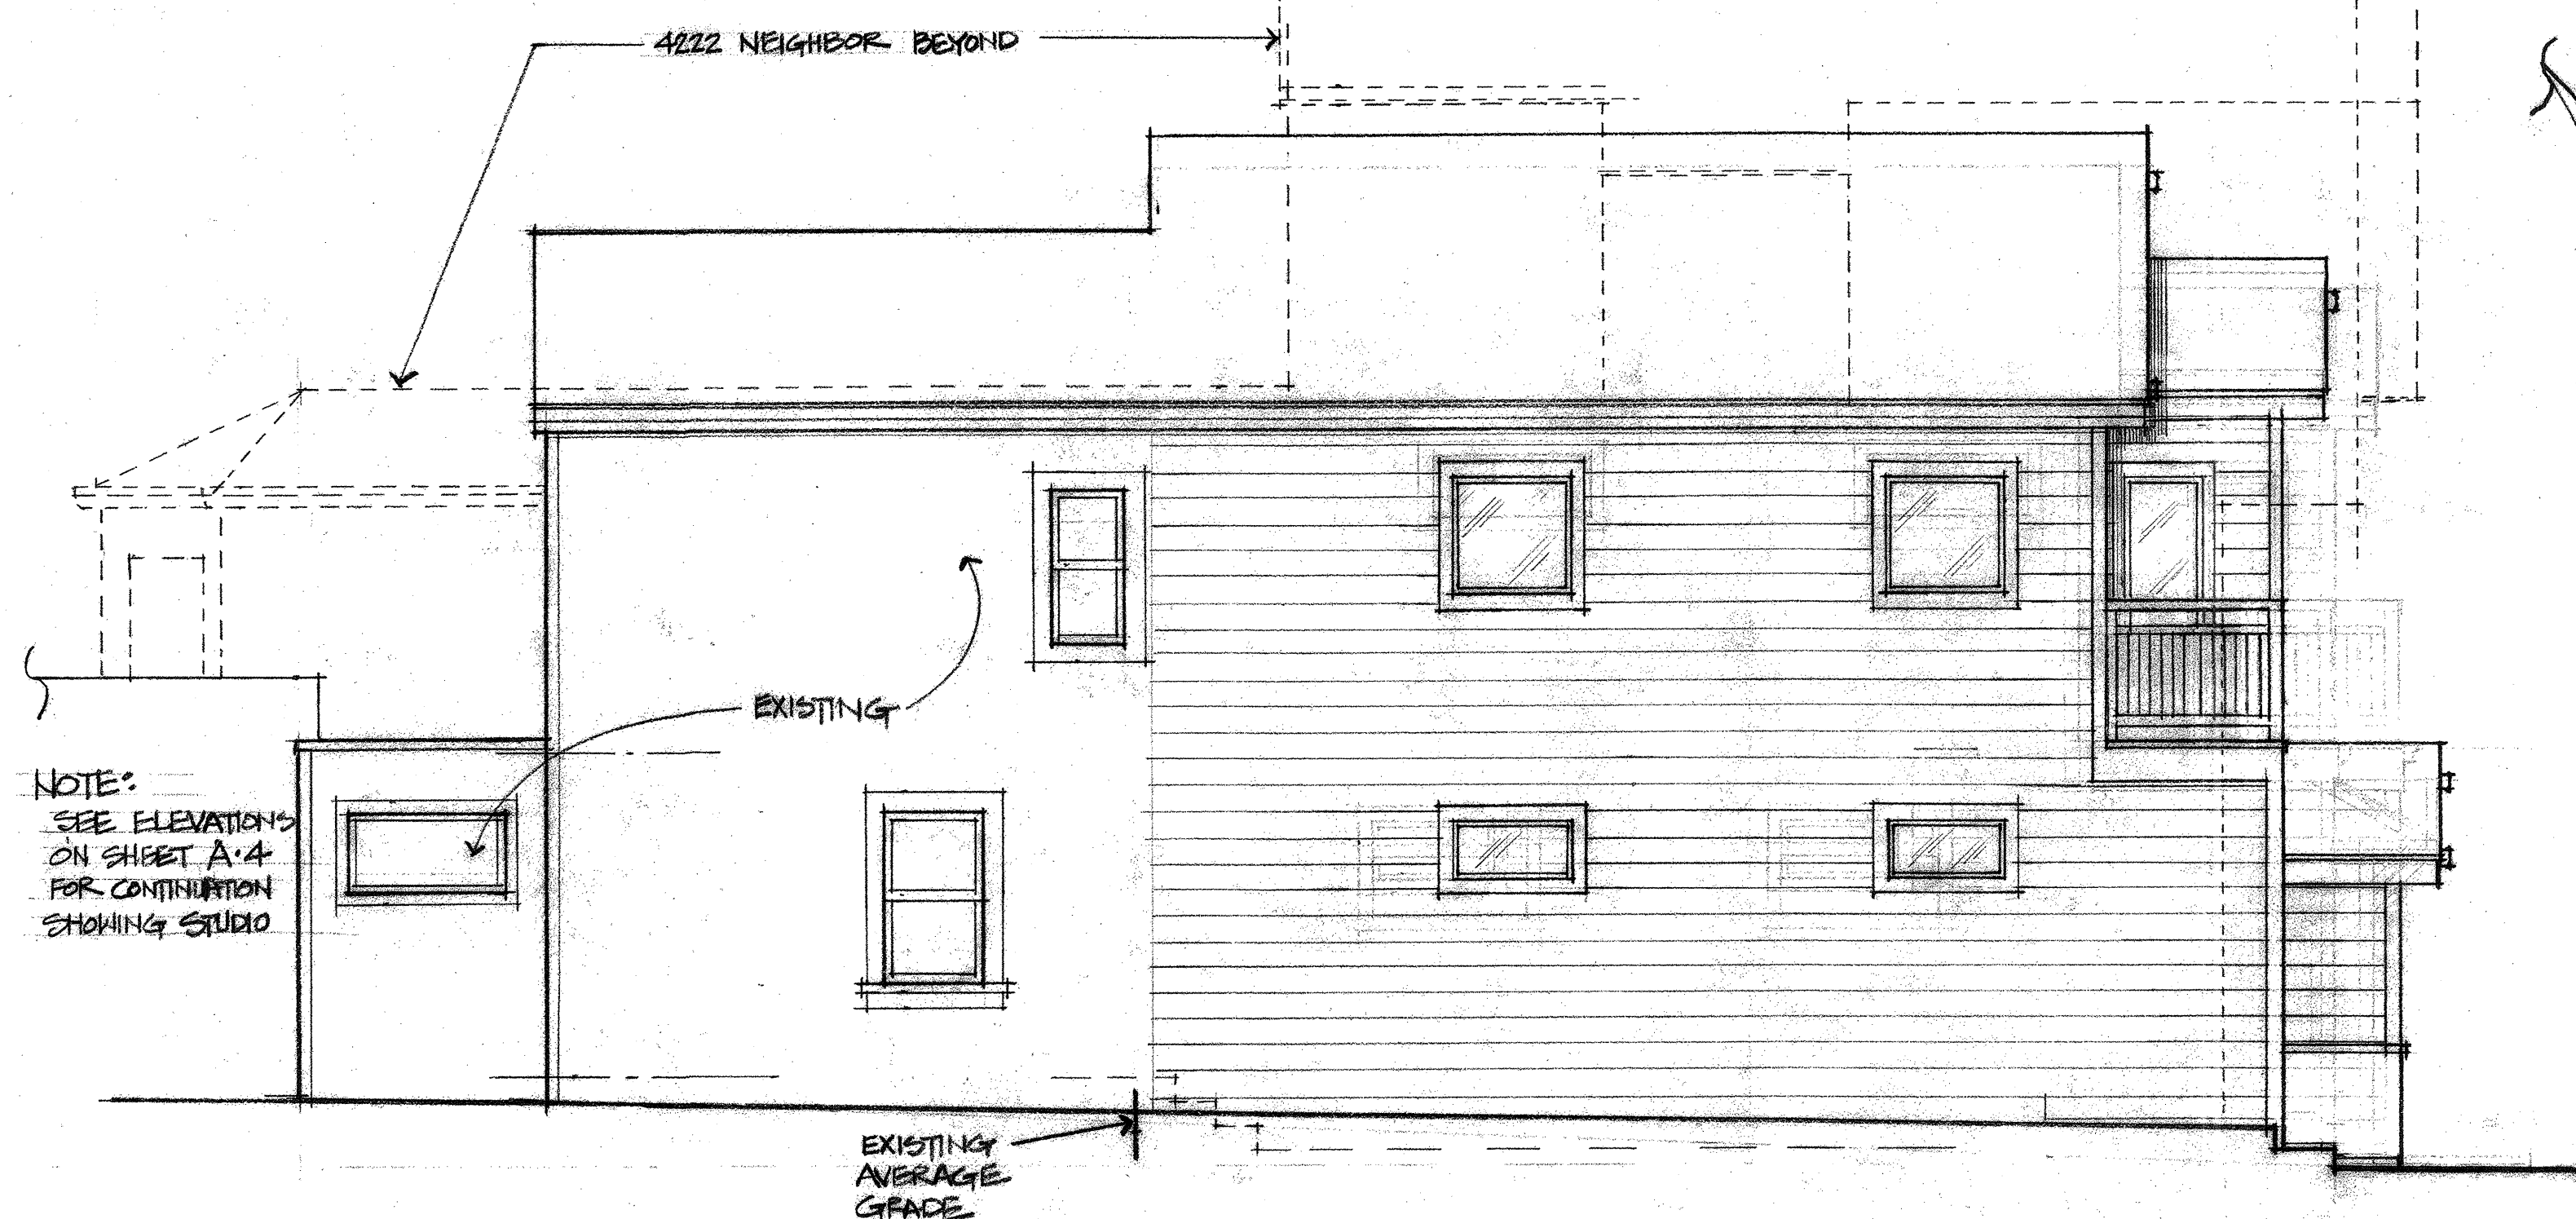 4222 NEIGHBOR BEYOND
EXISTING
NOTE:
SEE ELEVATIONS
ON SHEET A.4
FOR CONTINUATION
SHOWING STUDIO
EXISTING
AVERAGE
GRADE